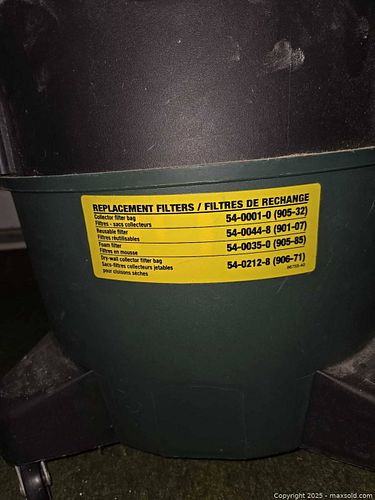 REPLACEMENT FILTERS / FILTRES DE RECHANGE
Collector filter bag
Filtres - sacs collecteurs
54-0001-0 (905-32)
Reusable filter
Filtres réutilisables
54-0044-8 (901-07)
Foam filter
Filtres en mousse
54-0035-0 (905-85)
Dry-wall collector filter bag
Sacs-filtres collecteurs jetables
pour cloisons sèches
54-0212-8 (906-71)
Copyright 2025 - maxsold.com